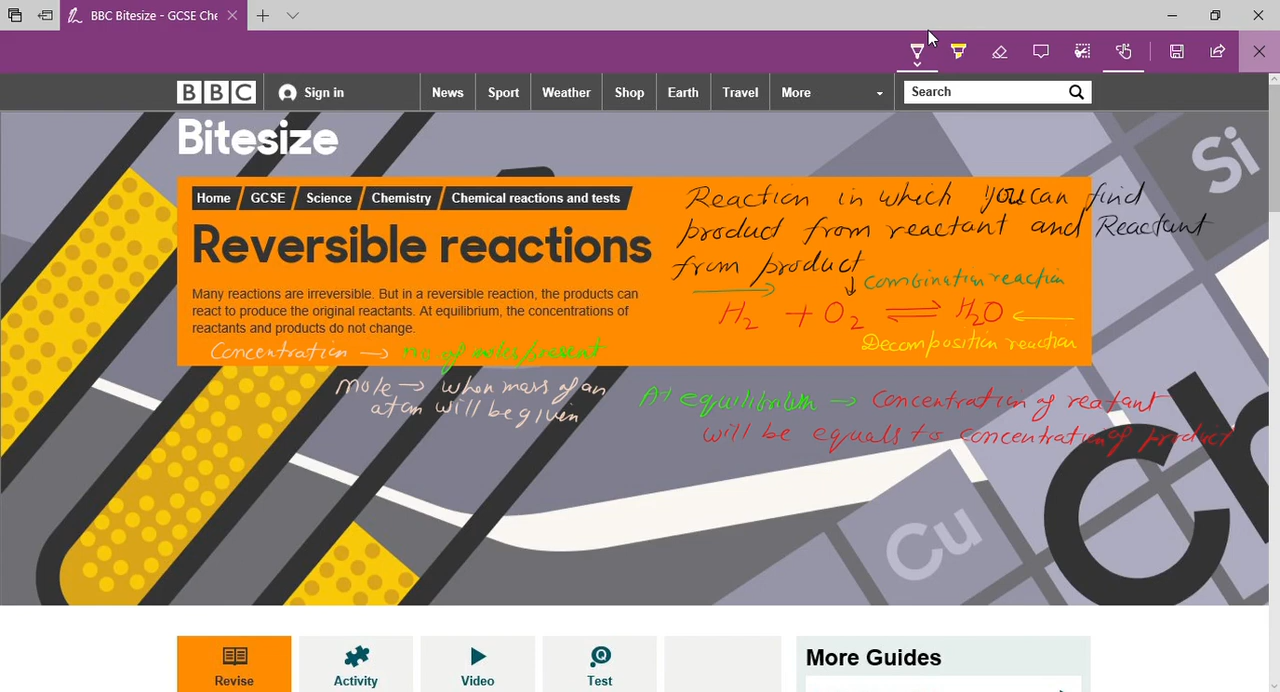 BBC Bitesize - GCSE Che
BBC
Sign in
News
Sport
Weather
Shop
Earth
Travel
More
Search
Bitesize
Si
Home
GCSE
Science
Chemistry
Chemical reactions and tests
Reversible reactions
Many reactions are irreversible. But in a reversible reaction, the products can
react to produce the original reactants. At equilibrium, the concentrations of
reactants and products do not change.
Reaction in which you can find
product from reactant and Reactant
from product
combination reaction
H2 + O2 ⇌ H2O
Decomposition reaction
Concentration → no of moles present
Mole → when mass of an
atom will be given
At equilibrium → Concentration of reatant
will be equals to concentration of product
Cu
Ch
Revise
Activity
Video
Test
More Guides